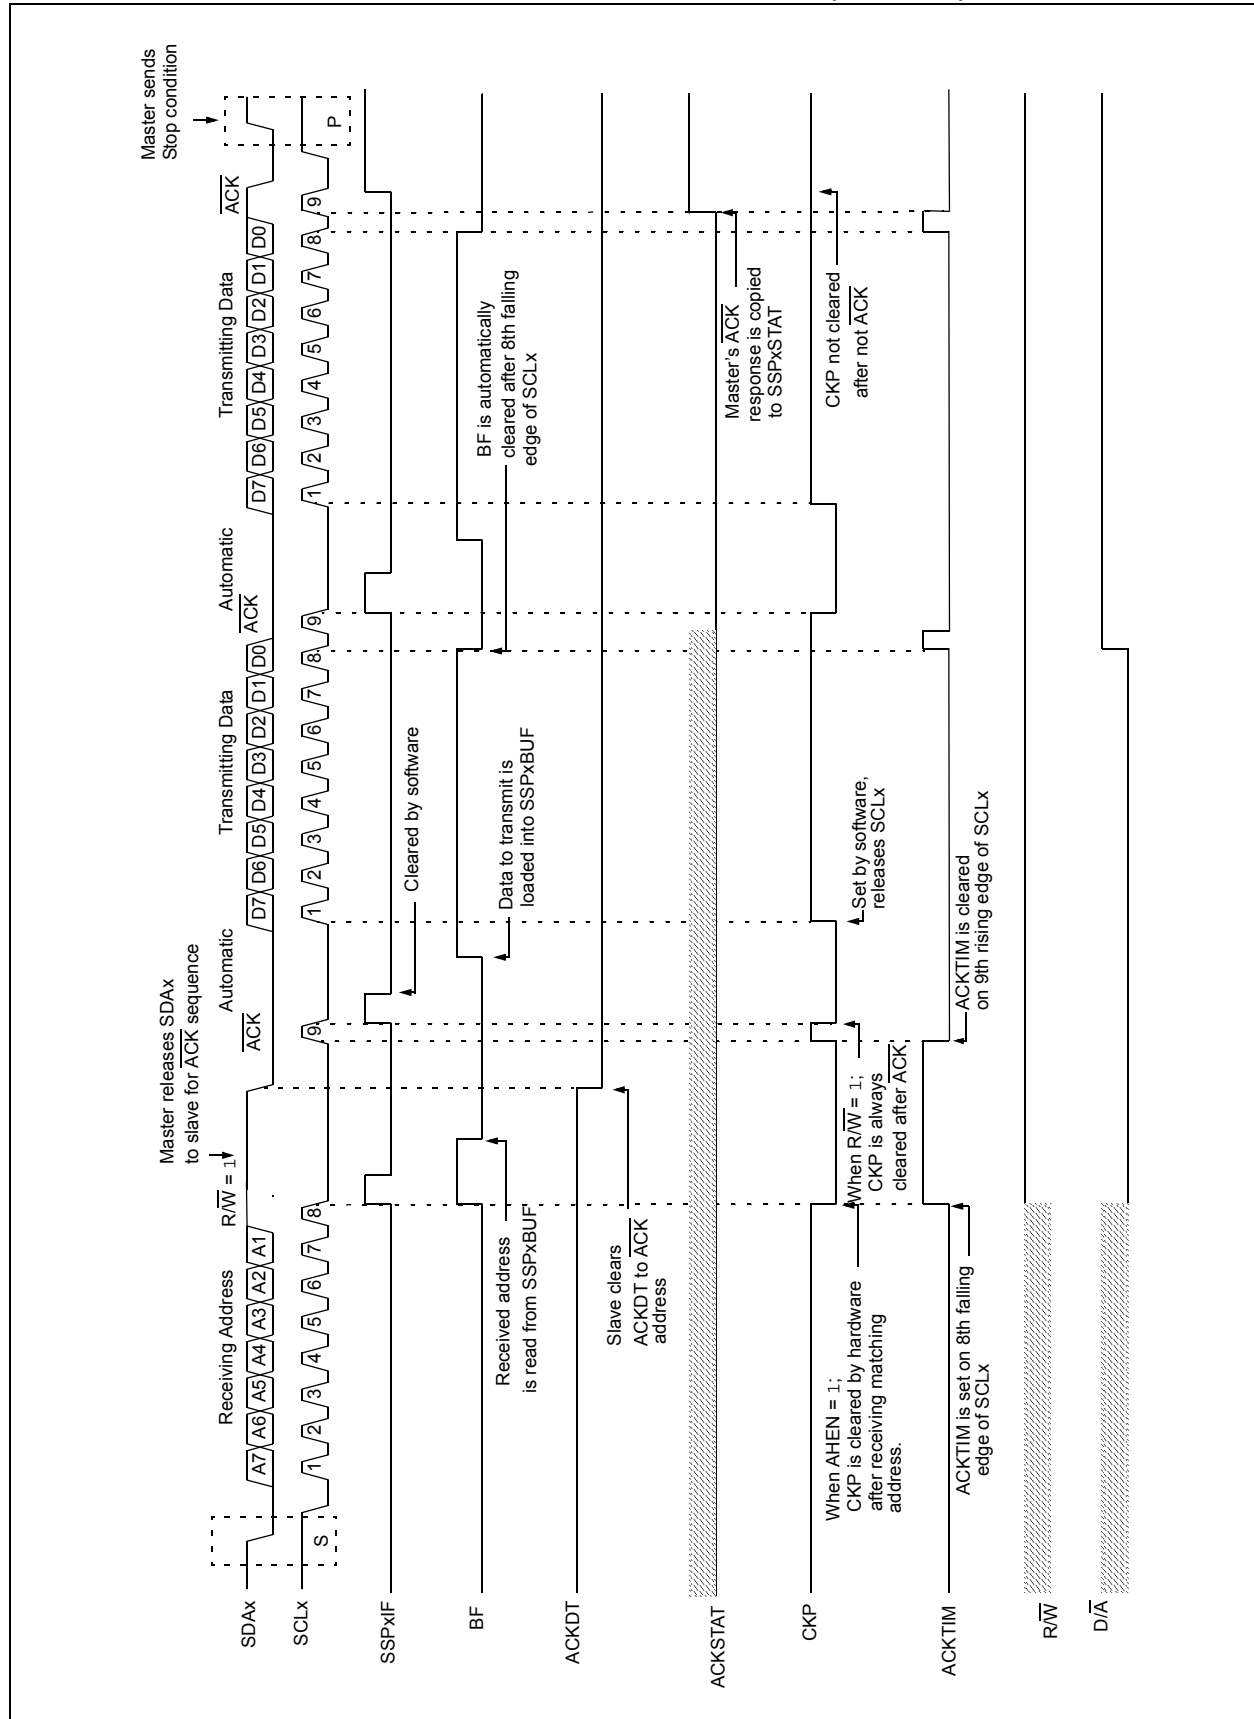 Master sends
Stop condition
Master releases SDAx
to slave for ACK sequence
Receiving Address
R/W = 1
Automatic
Transmitting Data
Automatic
Transmitting Data
ACK
ACK
ACK
SDAx
A7 A6 A5 A4 A3 A2 A1
D7 D6 D5 D4 D3 D2 D1 D0
D7 D6 D5 D4 D3 D2 D1 D0
SCLx
S
1 2 3 4 5 6 7 8 9
1 2 3 4 5 6 7 8 9
1 2 3 4 5 6 7 8 9
P
SSPxIF
Cleared by software
BF
Received address
is read from SSPxBUF
Data to transmit is
loaded into SSPxBUF
BF is automatically
cleared after 8th falling
edge of SCLx
ACKDT
Slave clears
ACKDT to ACK
address
ACKSTAT
Master's ACK
response is copied
to SSPxSTAT
CKP
When AHEN = 1;
CKP is cleared by hardware
after receiving matching
address.
When R/W = 1;
CKP is always
cleared after ACK
Set by software,
releases SCLx
CKP not cleared
after not ACK
ACKTIM
ACKTIM is set on 8th falling
edge of SCLx
ACKTIM is cleared
on 9th rising edge of SCLx
R/W
D/A